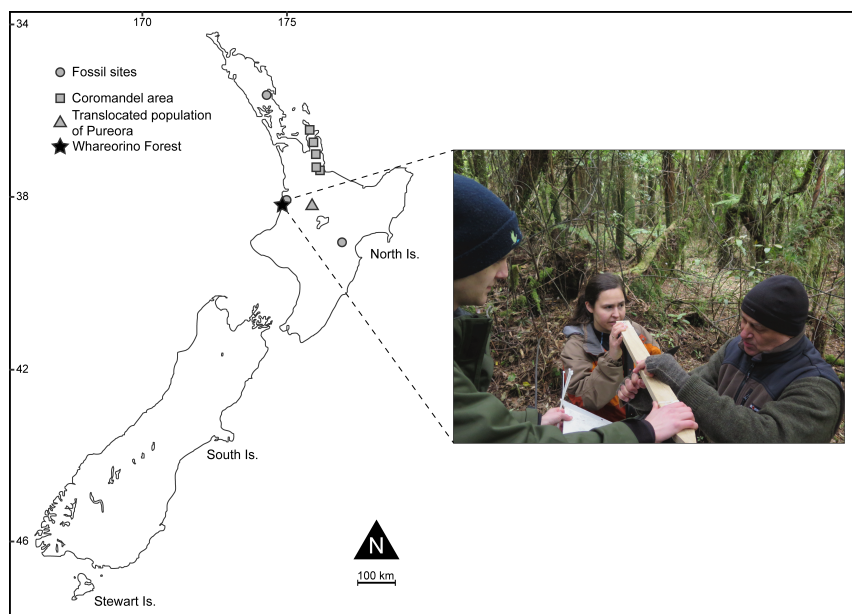 170
175
34
Fossil sites
Coromandel area
Translocated population
of Pureora
Whareorino Forest
38
North Is.
42
South Is.
46
N
100 km
Stewart Is.